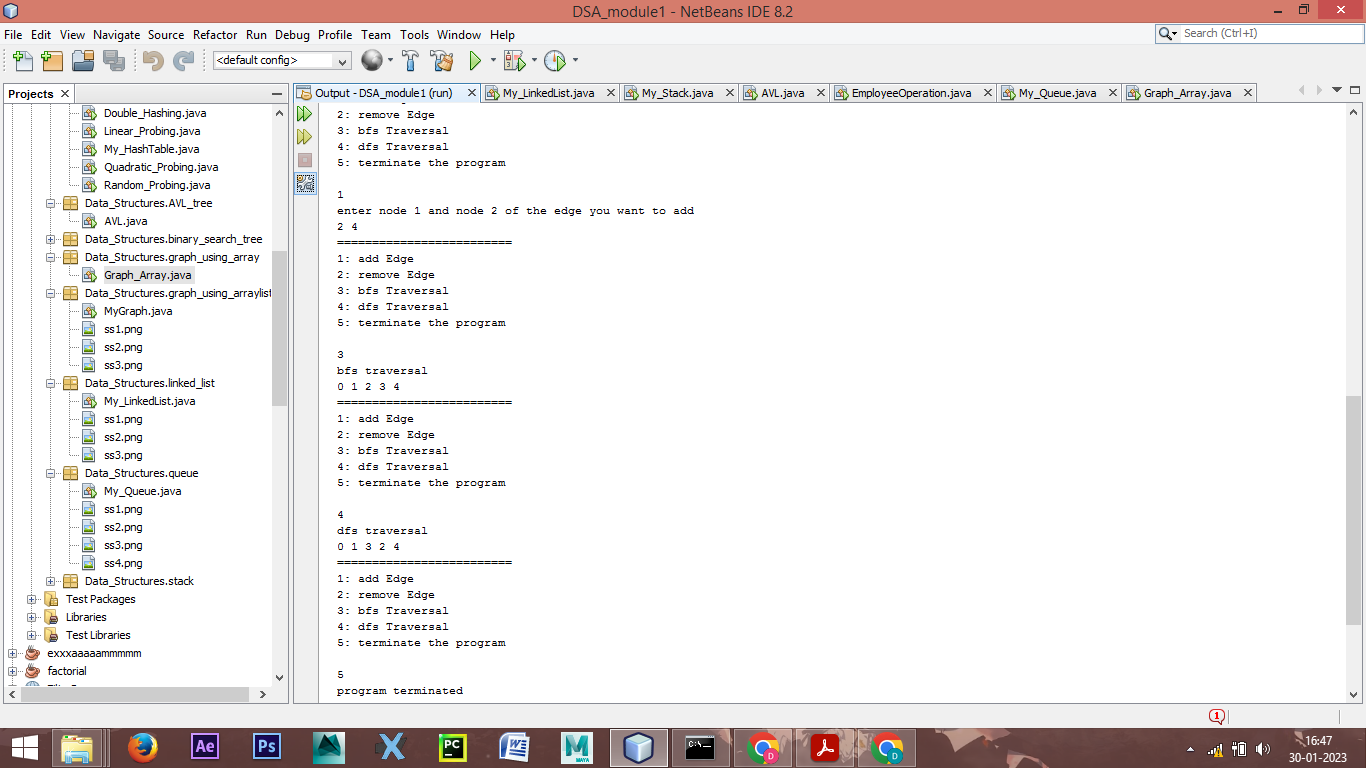 DSA_module1 - NetBeans IDE 8.2
File Edit View Navigate Source Refactor Run Debug Profile Team Tools Window Help
Search (Ctrl+I)
<default config>
Projects
Double_Hashing.java
Linear_Probing.java
My_HashTable.java
Quadratic_Probing.java
Random_Probing.java
Data_Structures.AVL_tree
AVL.java
Data_Structures.binary_search_tree
Data_Structures.graph_using_array
Graph_Array.java
Data_Structures.graph_using_arraylist
MyGraph.java
ss1.png
ss2.png
ss3.png
Data_Structures.linked_list
My_LinkedList.java
ss1.png
ss2.png
ss3.png
Data_Structures.queue
My_Queue.java
ss1.png
ss2.png
ss3.png
ss4.png
Data_Structures.stack
Test Packages
Libraries
Test Libraries
exxxaaaaammmmm
factorial
Output - DSA_module1 (run) My_LinkedList.java My_Stack.java AVL.java EmployeeOperation.java My_Queue.java Graph_Array.java
2: remove Edge
3: bfs Traversal
4: dfs Traversal
5: terminate the program
1
enter node 1 and node 2 of the edge you want to add
2 4
=========================
1: add Edge
2: remove Edge
3: bfs Traversal
4: dfs Traversal
5: terminate the program
3
bfs traversal
0 1 2 3 4
=========================
1: add Edge
2: remove Edge
3: bfs Traversal
4: dfs Traversal
5: terminate the program
4
dfs traversal
0 1 3 2 4
=========================
1: add Edge
2: remove Edge
3: bfs Traversal
4: dfs Traversal
5: terminate the program
5
program terminated
1
Ae
Ps
PC
W
M
MAYA
C:\
D
D
16:47
30-01-2023